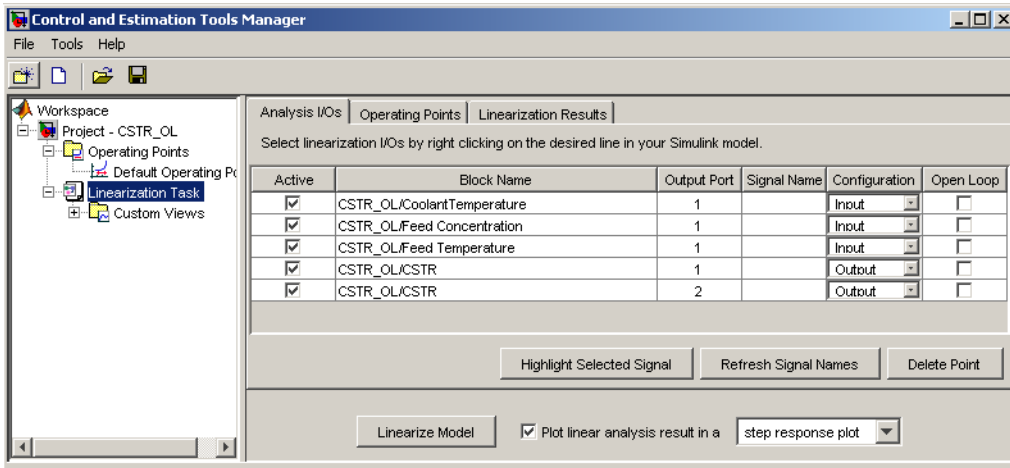 Control and Estimation Tools Manager
File Tools Help
Workspace
Project - CSTR_OL
Operating Points
Default Operating Po
Linearization Task
Custom Views
Analysis I/Os Operating Points Linearization Results
Select linearization I/Os by right clicking on the desired line in your Simulink model.
Active Block Name Output Port Signal Name Configuration Open Loop
CSTR_OL/CoolantTemperature 1 Input
CSTR_OL/Feed Concentration 1 Input
CSTR_OL/Feed Temperature 1 Input
CSTR_OL/CSTR 1 Output
CSTR_OL/CSTR 2 Output
Highlight Selected Signal Refresh Signal Names Delete Point
Linearize Model Plot linear analysis result in a step response plot